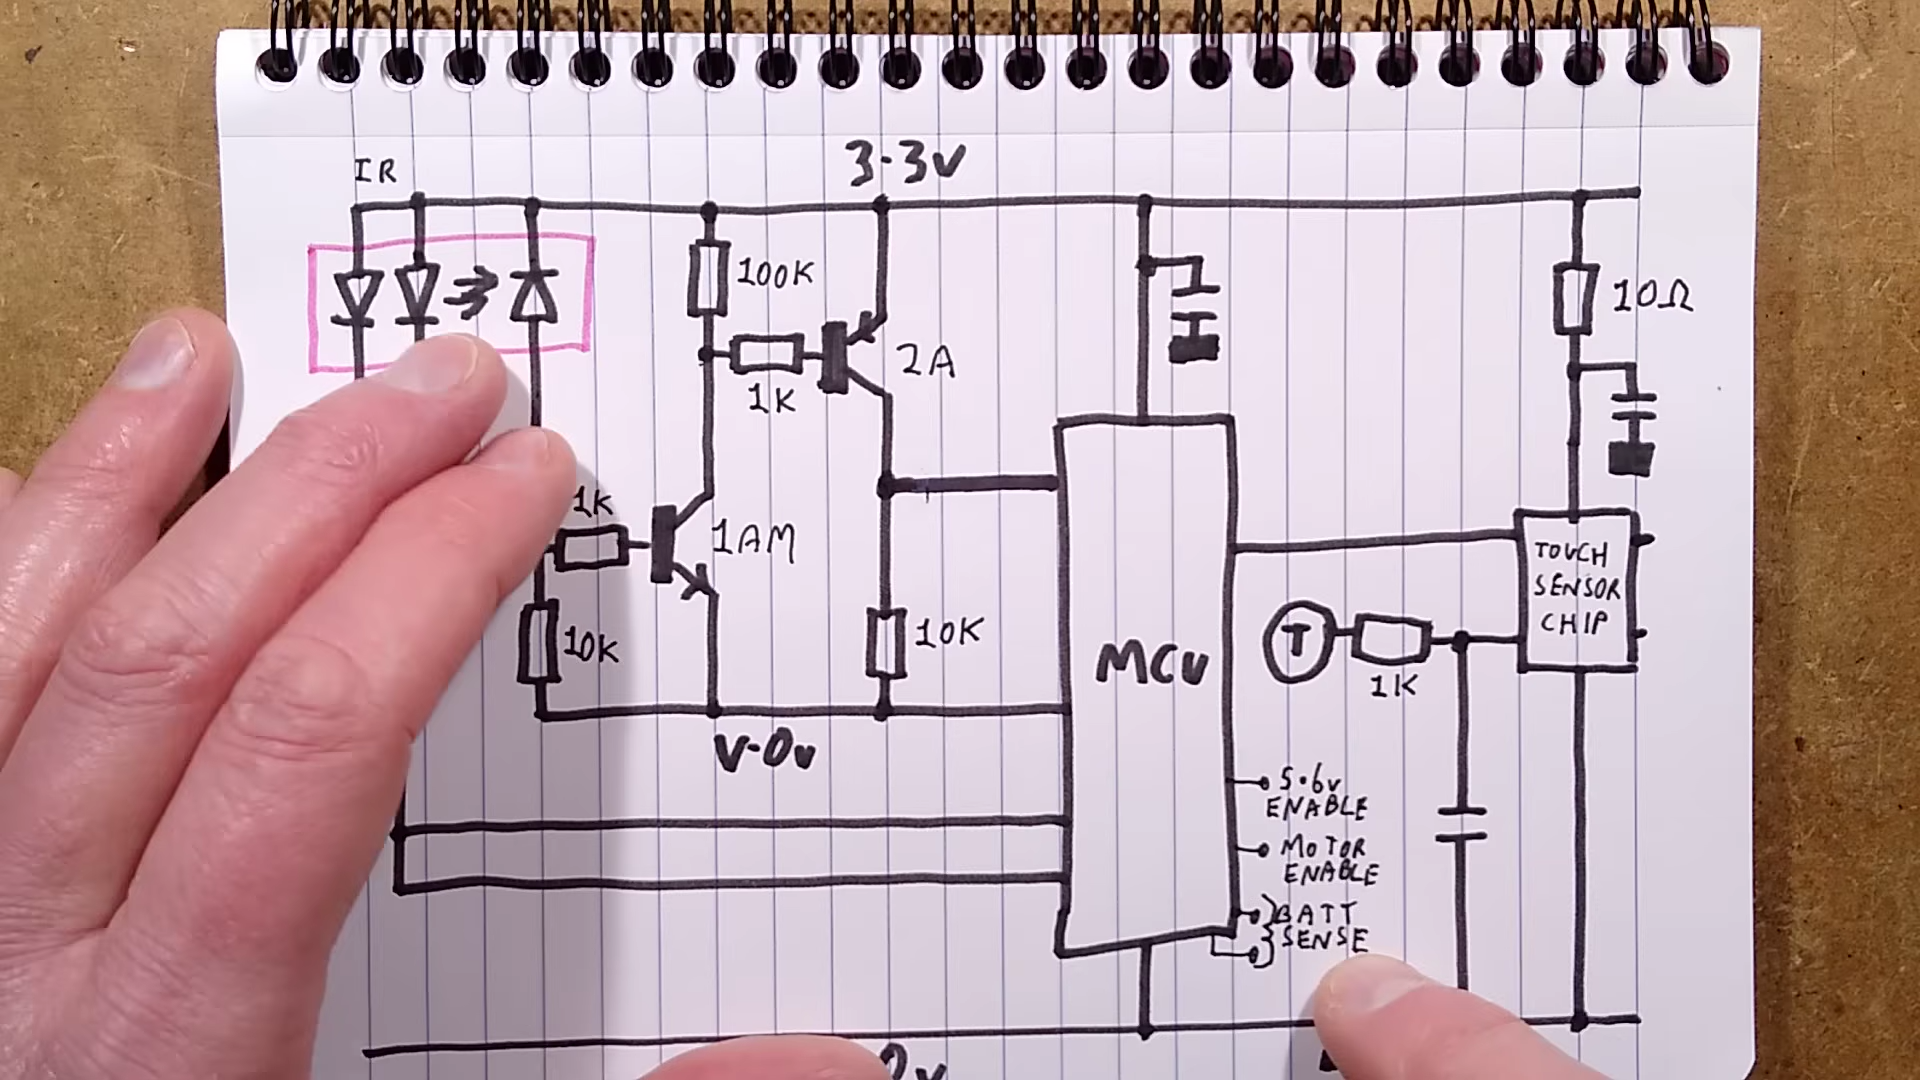 IR
3.3V
100K
10Ω
1K
2A
1K
1AM
TOUCH
SENSOR
CHIP
10K
10K
T
MCU
1K
V-0V
5.6V
ENABLE
MOTOR
ENABLE
BATT
SENSE
0V